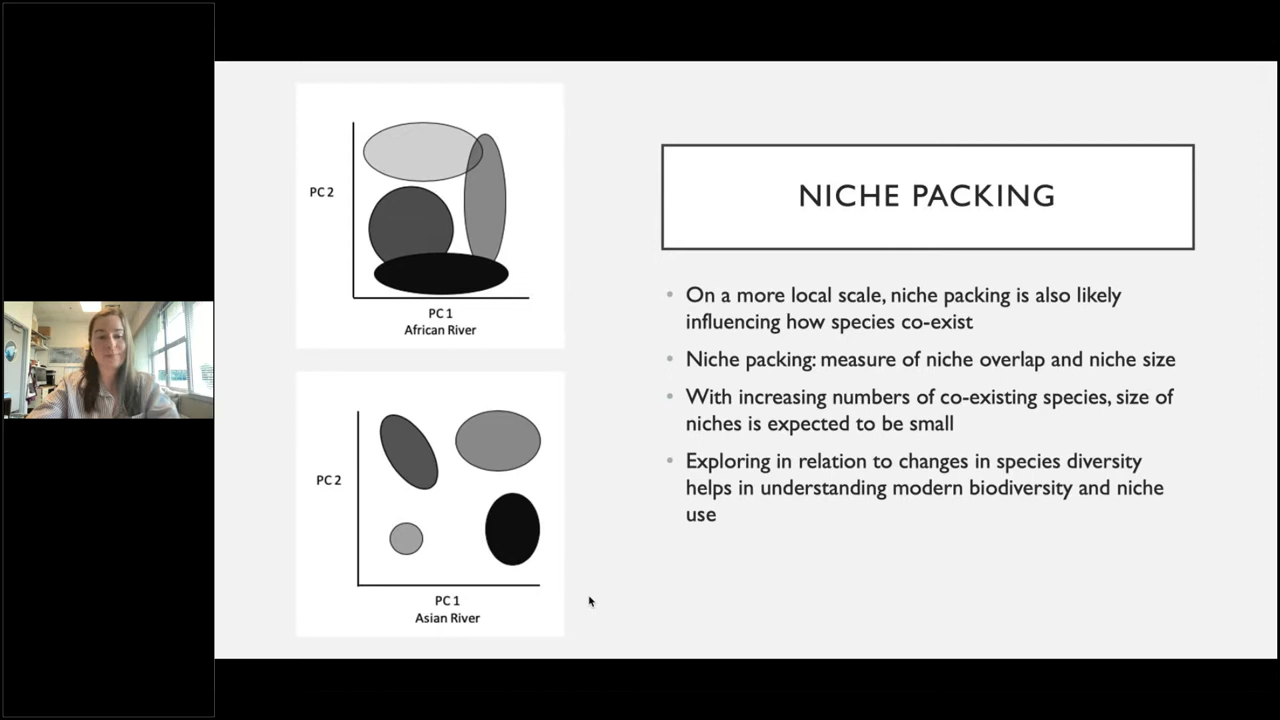 PC 2
PC 1
African River
PC 2
PC 1
Asian River
NICHE PACKING
• On a more local scale, niche packing is also likely
influencing how species co-exist
• Niche packing: measure of niche overlap and niche size
• With increasing numbers of co-existing species, size of
niches is expected to be small
• Exploring in relation to changes in species diversity
helps in understanding modern biodiversity and niche
use